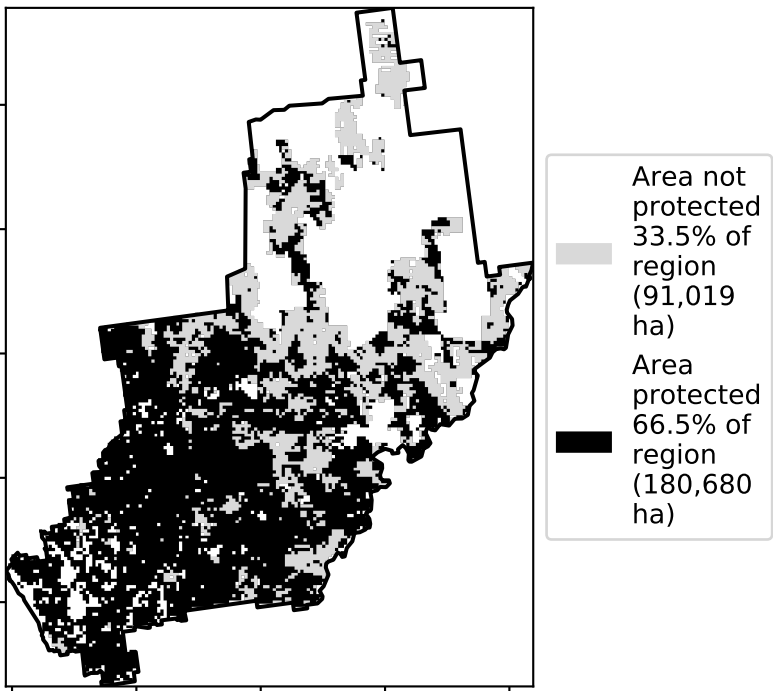 Area not
protected
33.5% of
region
(91,019
ha)
Area
protected
66.5% of
region
(180,680
ha)